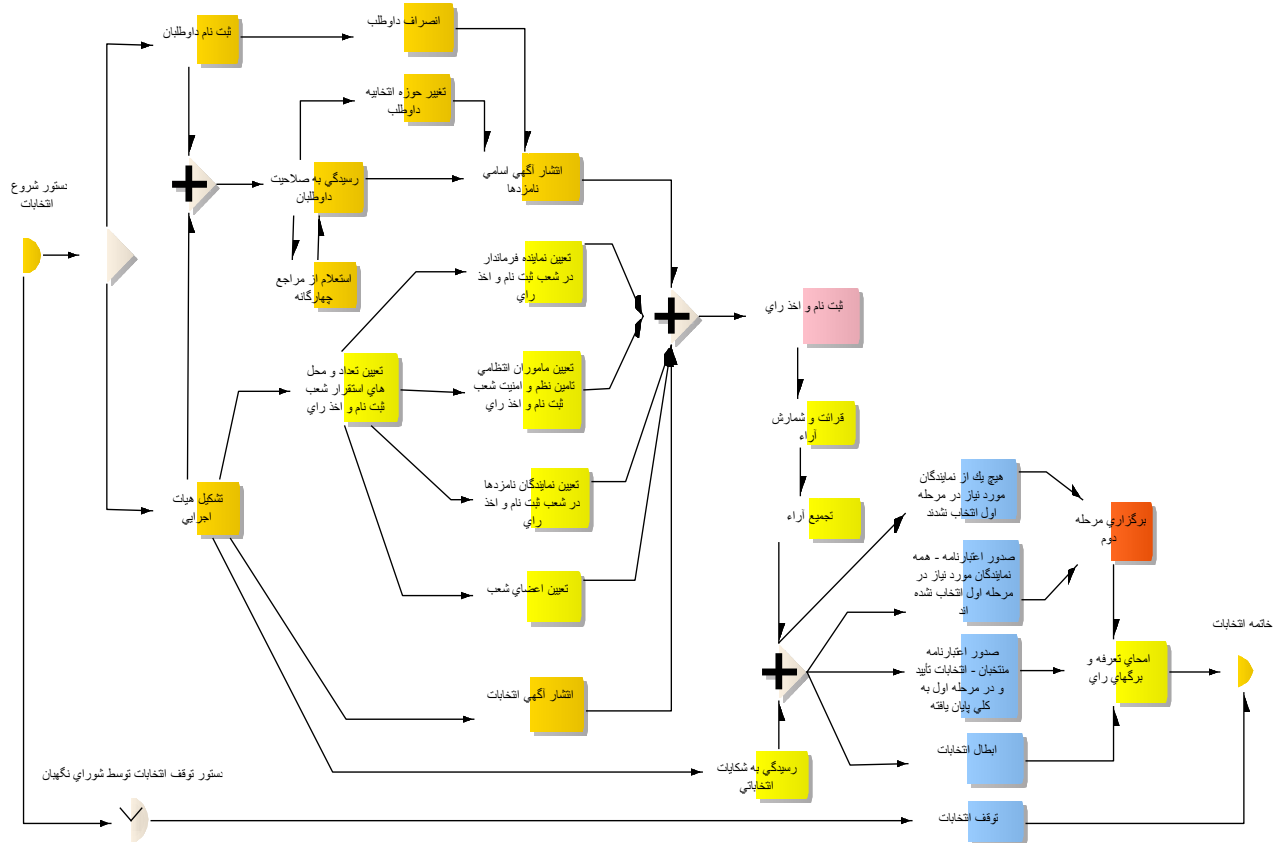 دستور شروع
انتخابات
ثبت نام داوطلبان
انصراف داوطلب
تغيير حوزه انتخابيه
داوطلب
رسيدگي به صلاحيت
داوطلبان
انتشار آگهي اسامي
نامزدها
استعلام از مراجع
چهارگانه
تعيين نماينده فرماندار
در شعب ثبت نام و اخذ
راي
تعيين تعداد و محل
هاي استقرار شعب
ثبت نام و اخذ راي
تعيين ماموران انتظامي
تامين نظم و امنيت شعب
ثبت نام و اخذ راي
تعيين نمايندگان نامزدها
در شعب ثبت نام و اخذ
راي
تشكيل هيات
اجرايي
تعيين اعضاي شعب
انتشار آگهي انتخابات
ثبت نام و اخذ راي
قرائت و شمارش
آراء
تجميع آراء
رسيدگي به شكايات
انتخاباتي
هيچ يك از نمايندگان
مورد نياز در مرحله
اول انتخاب نشدند
صدور اعتبارنامه - همه
نمايندگان مورد نياز در
مرحله اول انتخاب نشده
اند
صدور اعتبارنامه
منتخبان - انتخابات تأييد
و در مرحله اول به
كلي پايان يافته
ابطال انتخابات
توقف انتخابات
برگزاري مرحله
دوم
امحاي تعرفه و
برگهاي راي
خاتمه انتخابات
دستور توقف انتخابات توسط شوراي نگهبان